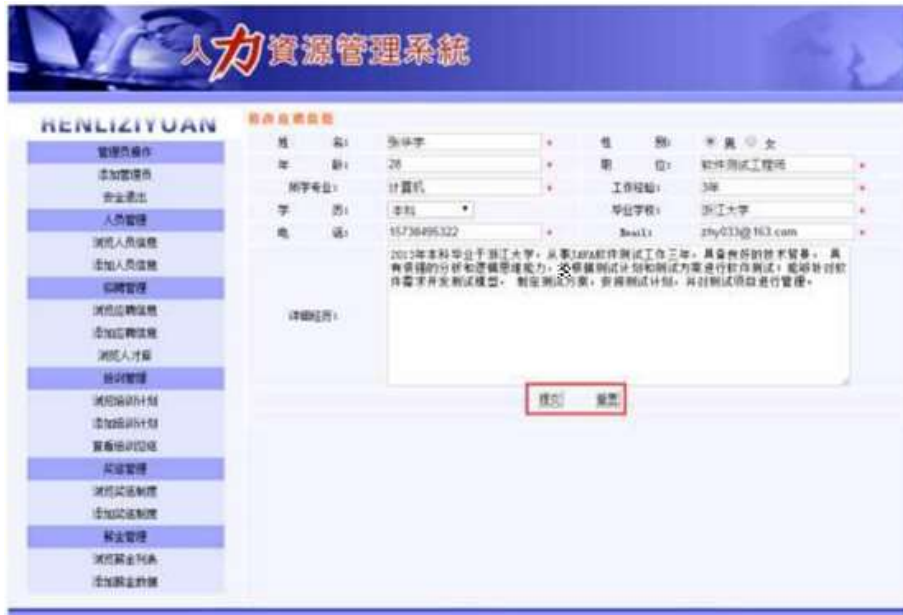 人力資源管理系統
RENLIZIYUAN
管理员操作
添加管理员
安全退出
人员管理
浏览人员信息
添加人员信息
招聘管理
浏览应聘信息
添加应聘信息
浏览人才库
培训管理
浏览培训计划
添加培训计划
查看培训总结
奖惩管理
浏览奖惩制度
添加奖惩制度
薪金管理
浏览薪金列表
添加薪金数据
修改应聘信息
姓 名: 张华宇 * 性 别: 男 女
年 龄: 28 * 职 位: 软件测试工程师 *
所学专业: 计算机 * 工作经验: 3年 *
学 历: 本科 毕业学校: 浙江大学 *
电 话: 15738495322 * Email: zhy033@163.com *
2013年本科毕业于浙江大学，从事JAVA软件测试工作三年，具备良好的技术背景， 具
有很强的分析和逻辑思维能力，能根据测试计划和测试方案进行软件测试；能够针对软
件需求开发测试模型， 制定测试方案，安排测试计划，并对测试项目进行管理。
详细经历:
提交 重置